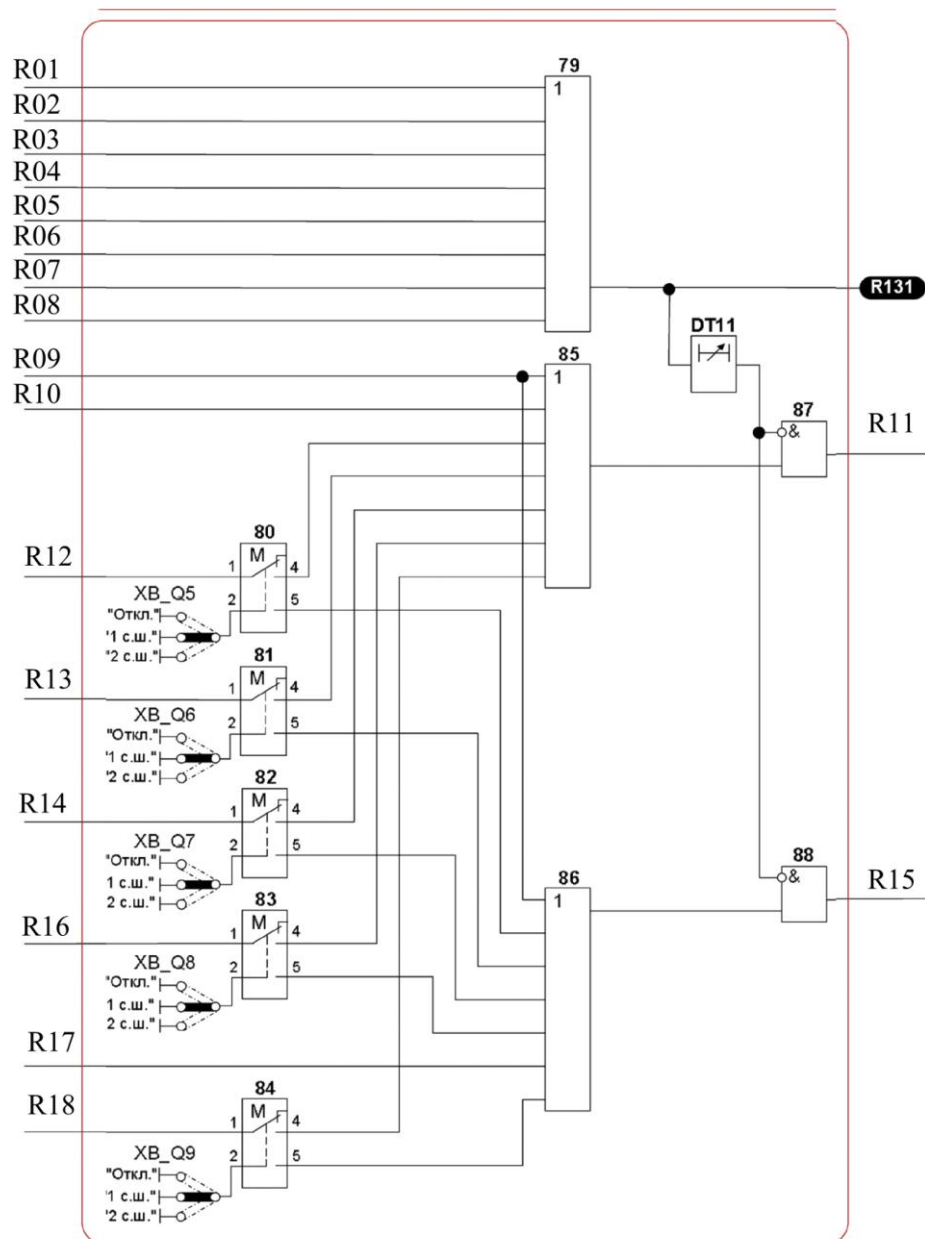 R01
79
1
R02
R03
R04
R05
R06
R07
R131
R08
DT11
R09
85
1
R10
87
&
R11
80
M
R12
1
4
XB_Q5
2
5
"Откл."
'1 с.ш."
"2 с.ш."
81
M
R13
1
4
XB_Q6
2
5
"Откл."
'1 с.ш."
"2 с.ш."
82
M
R14
1
4
XB_Q7
2
5
"Откл."
1 с.ш."
2 с.ш."
86
1
88
&
R15
83
M
R16
1
4
XB_Q8
2
5
"Откл."
1 с.ш."
2 с.ш."
R17
84
M
R18
1
4
XB_Q9
2
5
"Откл."
'1 с.ш."
"2 с.ш."